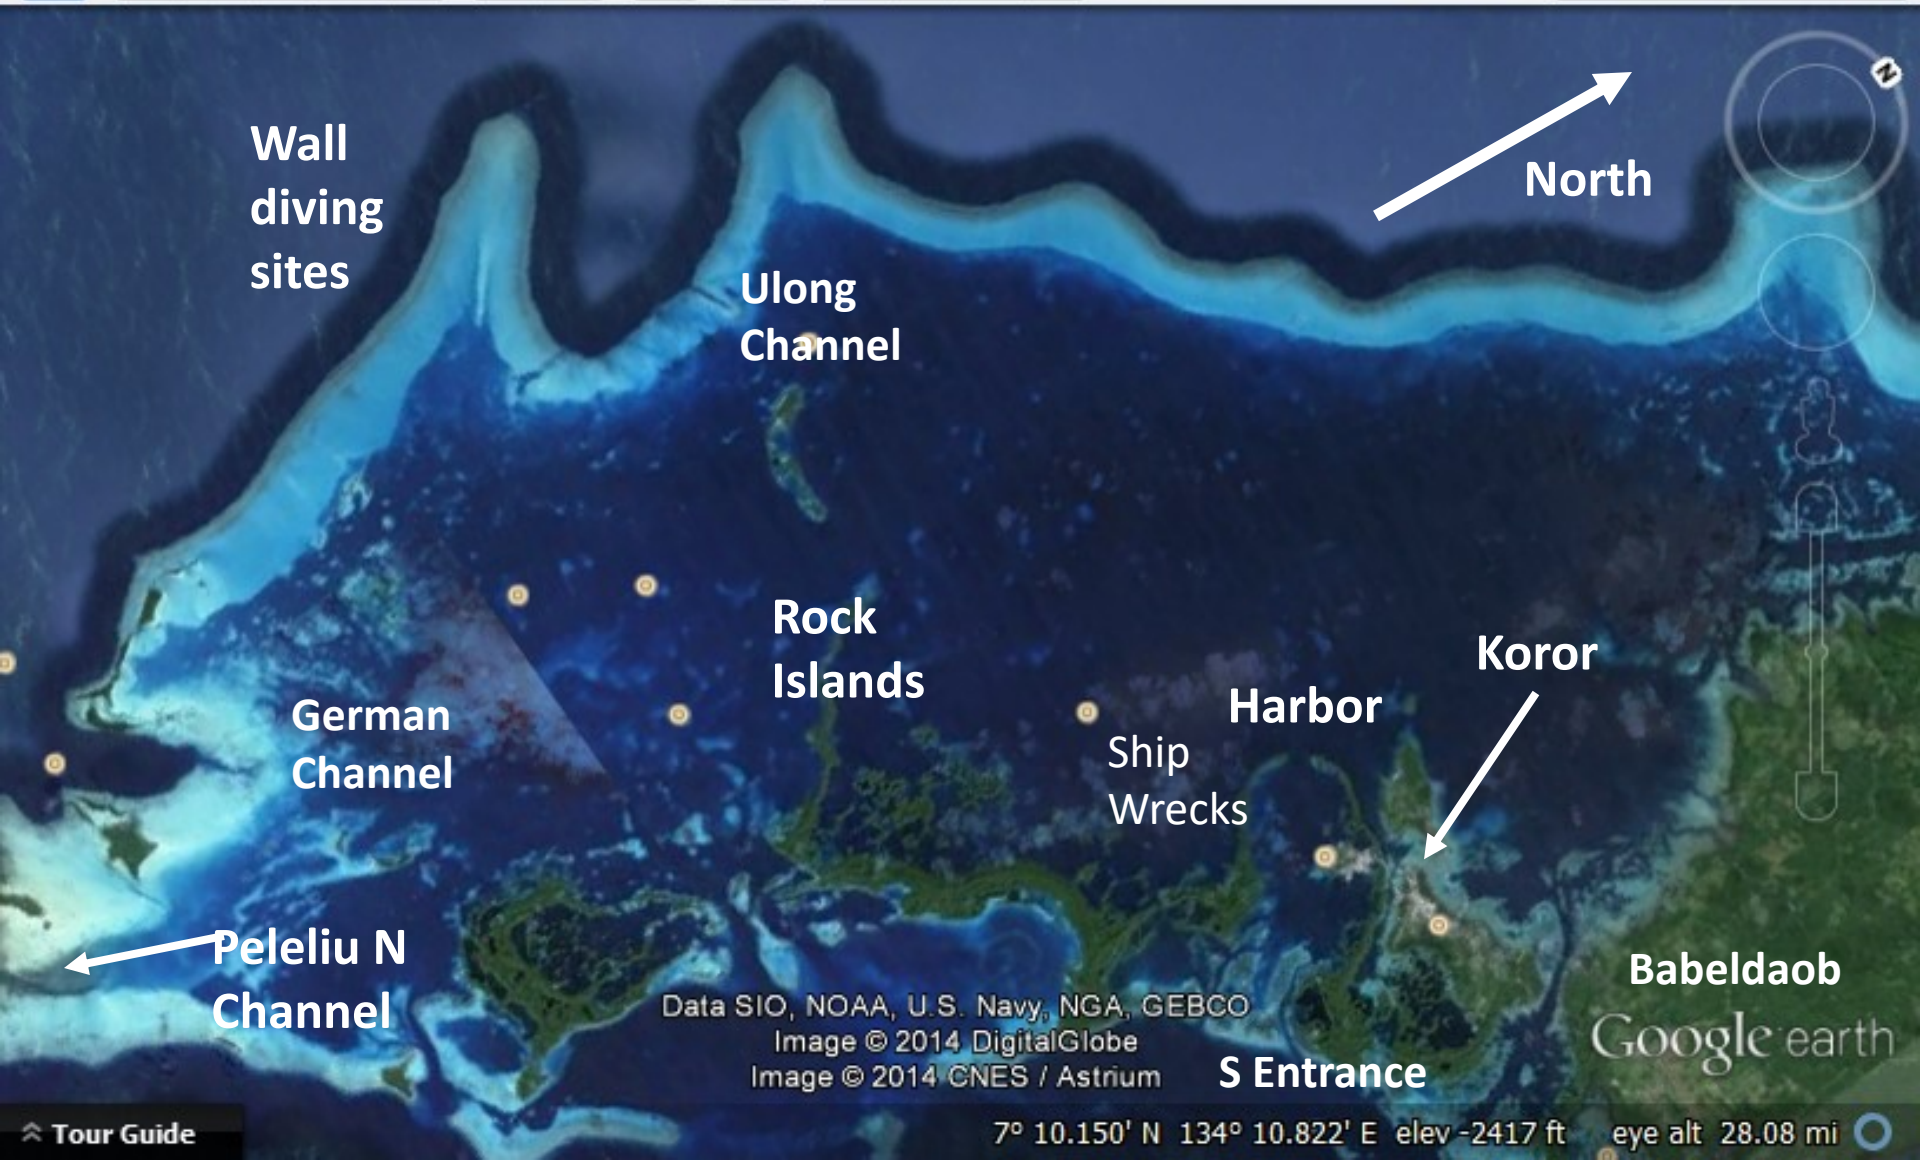 N
North
Wall
diving
sites
Ulong
Channel
Rock
Islands
Koror
Harbor
German
Channel
Ship
Wrecks
Peleliu N
Channel
Babeldaob
Data SIO, NOAA, U.S. Navy, NGA, GEBCO
Image © 2014 DigitalGlobe
Image © 2014 CNES / Astrium
Google earth
S Entrance
Tour Guide
7° 10.150' N 134° 10.822' E elev -2417 ft eye alt 28.08 mi